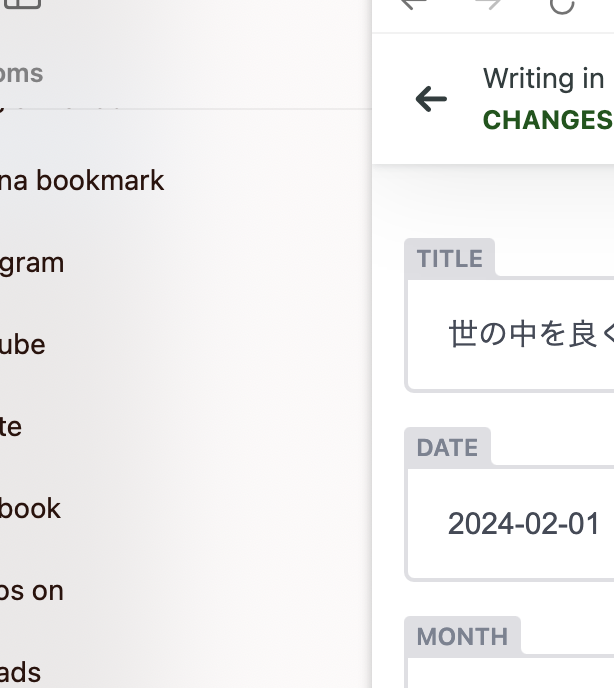 oms
na bookmark
gram
ube
te
book
os on
ads
Writing in
CHANGES
TITLE
世の中を良く
DATE
2024-02-01
MONTH